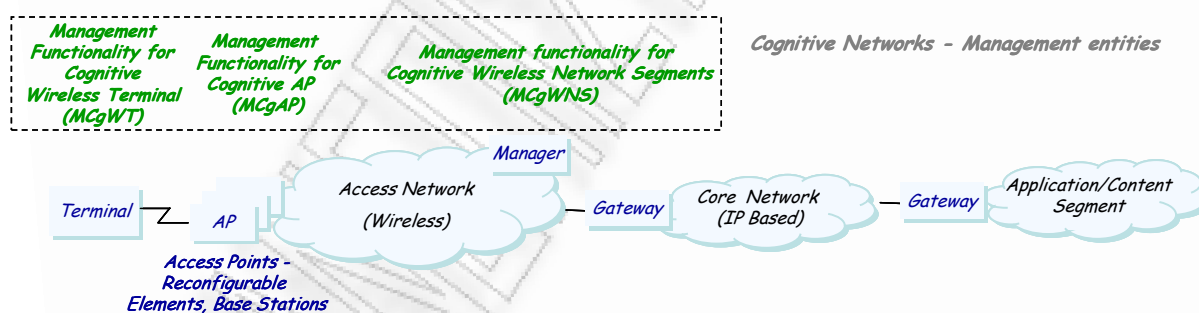 Management
Functionality for
Cognitive
Wireless Terminal
(MCgWT)
Management
Functionality for
Cognitive AP
(MCgAP)
Management functionality for
Cognitive Wireless Network Segments
(MCgWNS)
Cognitive Networks - Management entities
Manager
Terminal
AP
Access Network
(Wireless)
Gateway
Core Network
(IP Based)
Gateway
Application/Content
Segment
Access Points -
Reconfigurable
Elements, Base Stations